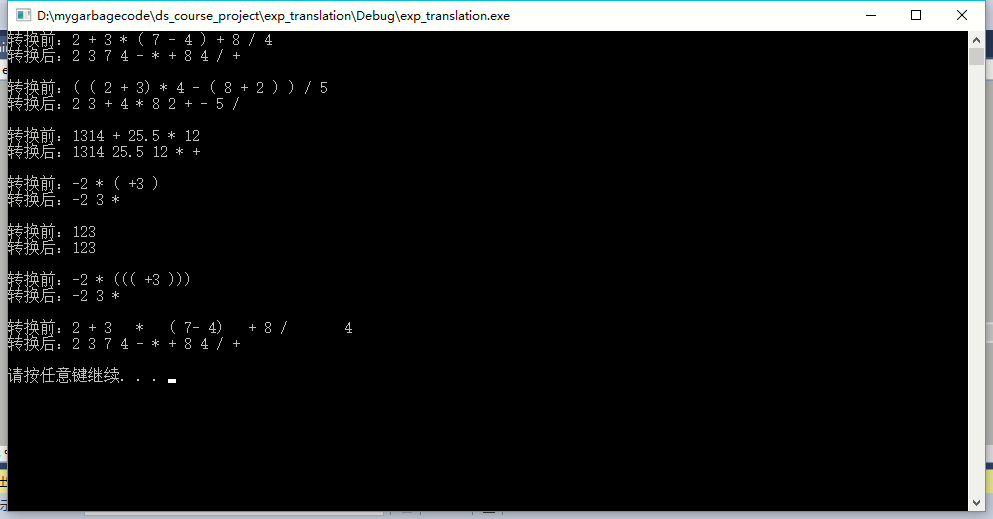 D:\mygarbagecode\ds_course_project\exp_translation\Debug\exp_translation.exe
转换前：2 + 3 * ( 7 - 4 ) + 8 / 4
转换后：2 3 7 4 - * + 8 4 / +
转换前：( ( 2 + 3) * 4 - ( 8 + 2 ) ) / 5
转换后：2 3 + 4 * 8 2 + - 5 /
转换前：1314 + 25.5 * 12
转换后：1314 25.5 12 * +
转换前：-2 * ( +3 )
转换后：-2 3 *
转换前：123
转换后：123
转换前：-2 * ((( +3 )))
转换后：-2 3 *
转换前：2 + 3   *   ( 7- 4)   + 8 /       4
转换后：2 3 7 4 - * + 8 4 / +
请按任意键继续. . .